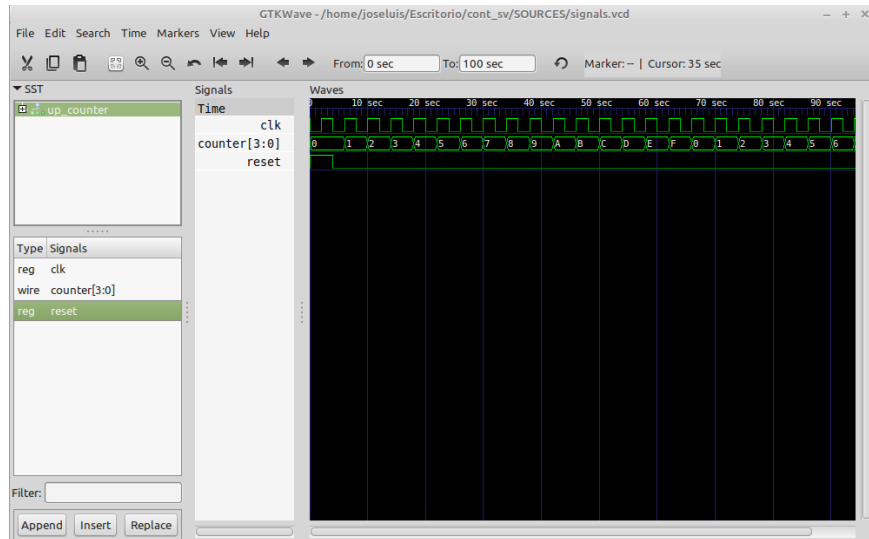 GTKWave - /home/joseluis/Escritorio/cont_sv/SOURCES/signals.vcd
File Edit Search Time Markers View Help
From: 0 sec To: 100 sec Marker: -- | Cursor: 35 sec
SST
up_counter
Type Signals
reg clk
wire counter[3:0]
reg reset
Filter:
Append Insert Replace
Signals
Time
clk
counter[3:0]
reset
Waves
0 10 sec 20 sec 30 sec 40 sec 50 sec 60 sec 70 sec 80 sec 90 sec
0 1 2 3 4 5 6 7 8 9 A B C D E F 0 1 2 3 4 5 6